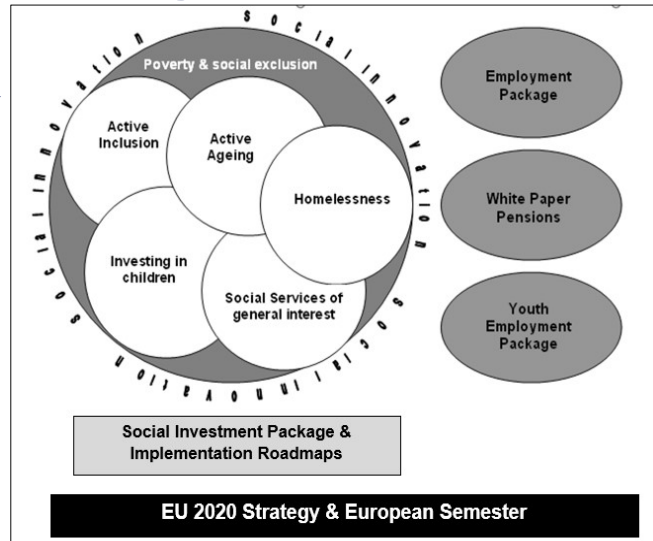 social innovation
social innovation
social innovation
Poverty & social exclusion
Active
Inclusion
Active
Ageing
Homelessness
Investing in
children
Social Services of
general interest
Employment
Package
White Paper
Pensions
Youth
Employment
Package
Social Investment Package &
Implementation Roadmaps
EU 2020 Strategy & European Semester